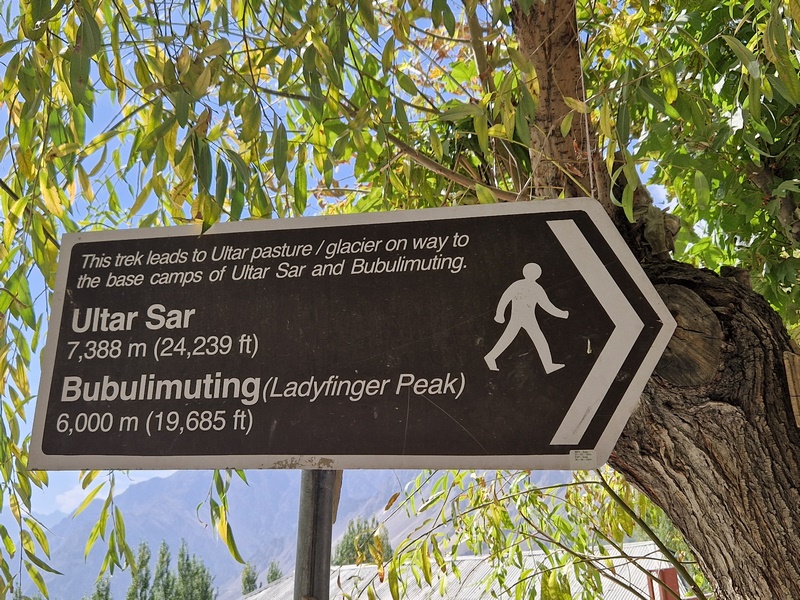 This trek leads to Ultar pasture / glacier on way to
the base camps of Ultar Sar and Bubulimuting.
Ultar Sar
7,388 m (24,239 ft)
Bubulimuting (Ladyfinger Peak)
6,000 m (19,685 ft)